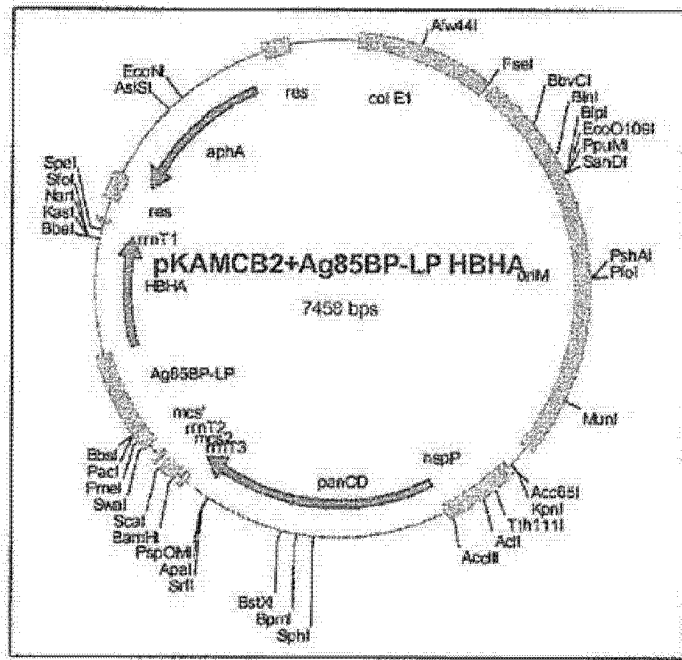 Afw44I
FseI
BbvCI
BlnI
BlpI
EcoO109I
PpuMI
SanDI
PshAI
PfoI
MunI
Acc65I
KpnI
Tth111I
AclI
AccIII
SphI
BpmI
BstXI
SrfI
ApaI
PspOMI
BamHI
ScaI
SwaI
PmeI
PacI
BbsI
BbeI
KasI
NarI
SfoI
SpeI
AsiSI
EcoNI
res
col E1
aphA
res
rrnT1
pKAMCB2+Ag85BP-LP HBHA
oriM
HBHA
7458 bps
Ag85BP-LP
mcs1
rrnT2
mcs2
rrnT3
hspP
panCD